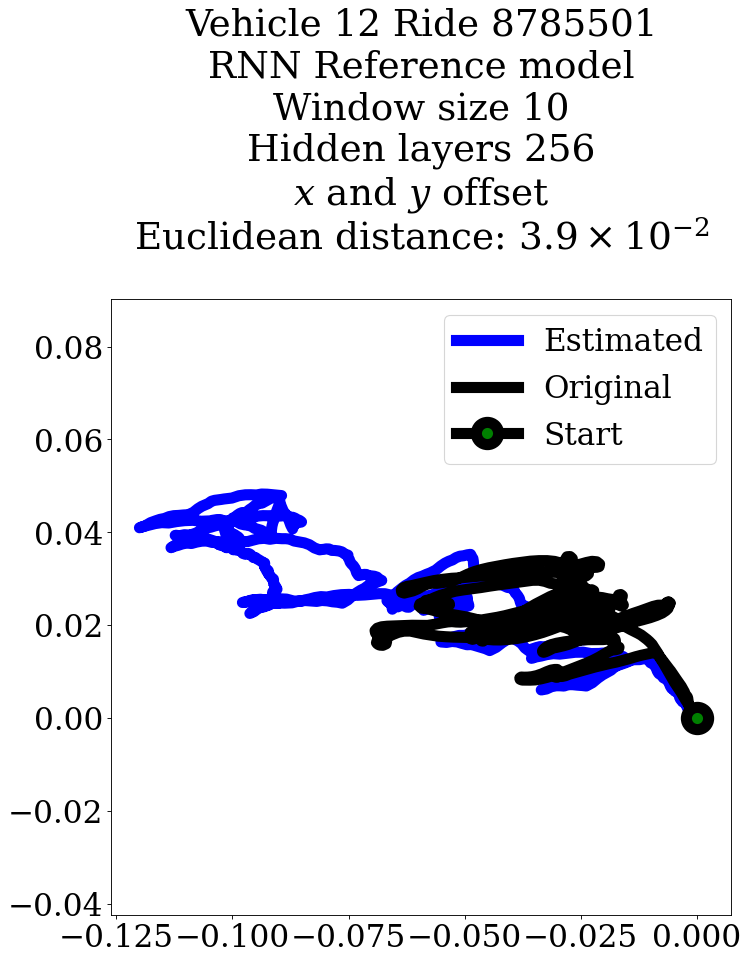 Vehicle 12 Ride 8785501
RNN Reference model
Window size 10
Hidden layers 256
x and y offset
Euclidean distance: 3.9 × 10⁻²
Estimated
Original
Start
0.08
0.06
0.04
0.02
0.00
−0.02
−0.04
−0.125 −0.100 −0.075 −0.050 −0.025 0.000